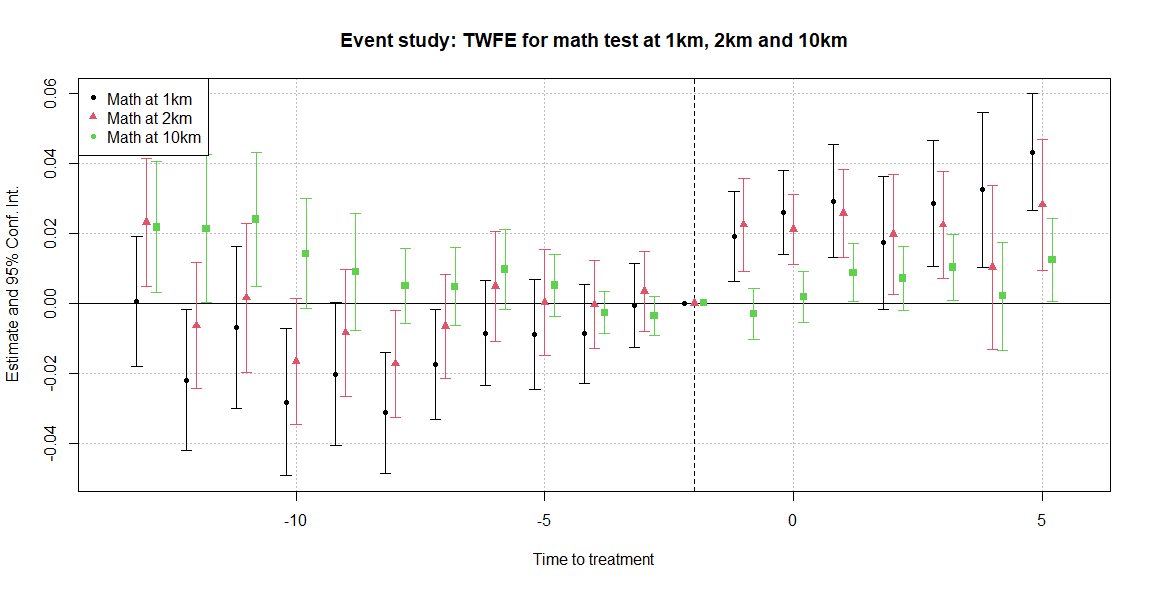 Event study: TWFE for math test at 1km, 2km and 10km
Math at 1km
Math at 2km
Math at 10km
Estimate and 95% Conf. Int.
0.06
0.04
0.02
0.00
-0.02
-0.04
-10
-5
0
5
Time to treatment